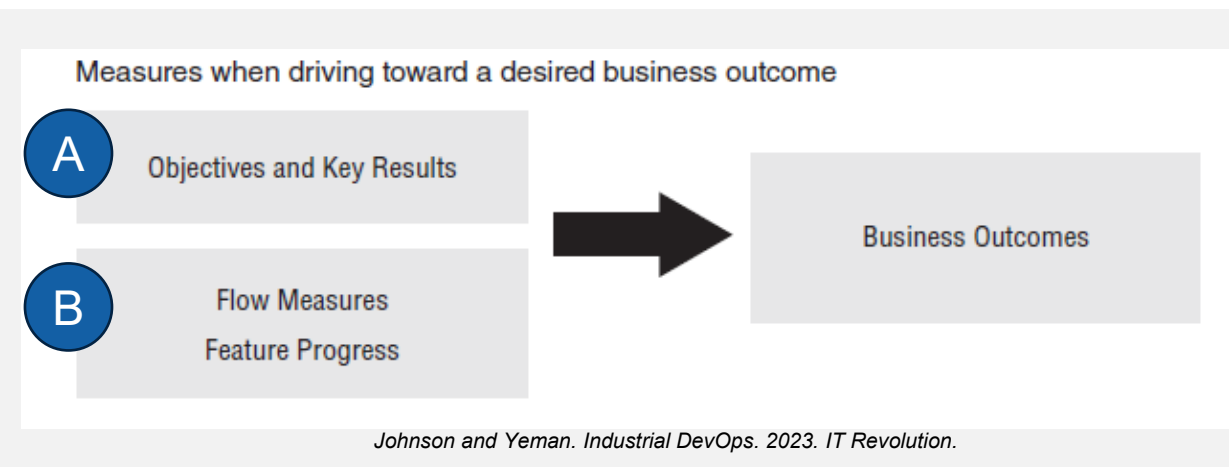 Measures when driving toward a desired business outcome
A
Objectives and Key Results
B
Flow Measures
Feature Progress
Business Outcomes
Johnson and Yeman. Industrial DevOps. 2023. IT Revolution.